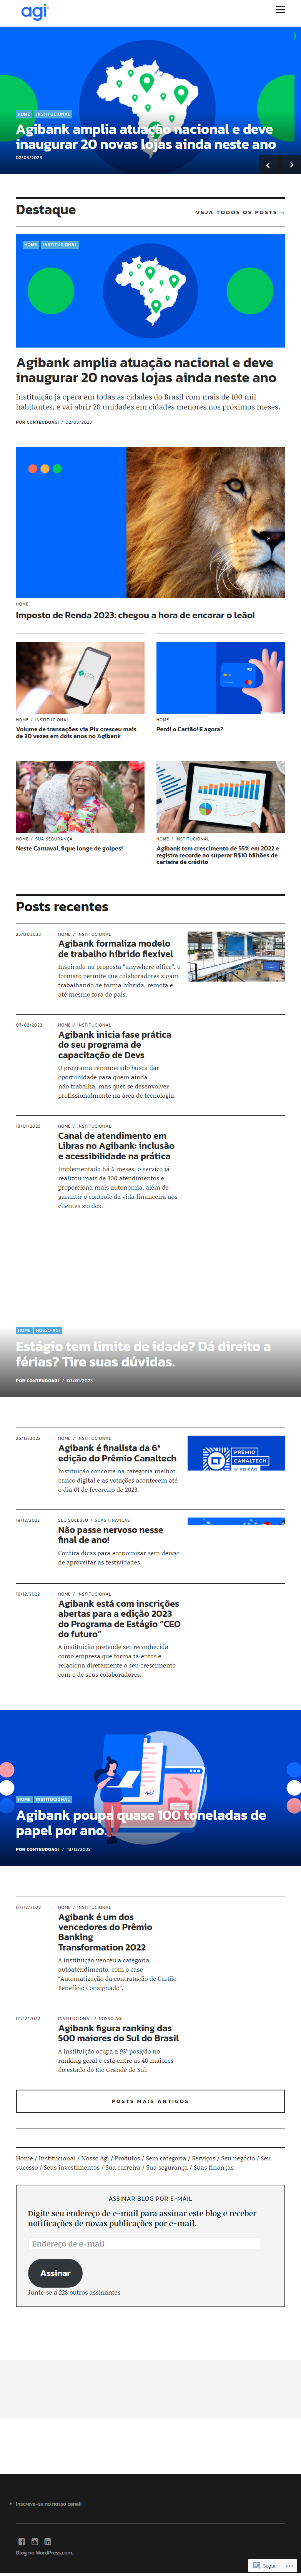 agi
HOME INSTITUCIONAL
Agibank amplia atuação nacional e deve
inaugurar 20 novas lojas ainda neste ano
02/03/2023
Destaque
VEJA TODOS OS POSTS —
HOME INSTITUCIONAL
Agibank amplia atuação nacional e deve
inaugurar 20 novas lojas ainda neste ano
Instituição já opera em todas as cidades do Brasil com mais de 100 mil
habitantes, e vai abrir 20 unidades em cidades menores nos próximos meses.
POR CONTEUDOAGI / 02/03/2023
HOME
Imposto de Renda 2023: chegou a hora de encarar o leão!
HOME / INSTITUCIONAL
Volume de transações via Pix cresceu mais
de 30 vezes em dois anos no Agibank
HOME
Perdi o Cartão! E agora?
HOME / SUA SEGURANÇA
Neste Carnaval, fique longe de golpes!
HOME / INSTITUCIONAL
Agibank tem crescimento de 55% em 2022 e
registra recorde ao superar R$10 bilhões de
carteira de crédito
Posts recentes
25/01/2023
HOME / INSTITUCIONAL
Agibank formaliza modelo
de trabalho híbrido flexível
Inspirado na proposta “anywhere office”, o
formato permite que colaboradores sigam
trabalhando de forma híbrida, remota e
até mesmo fora do país.
07/02/2023
HOME / INSTITUCIONAL
Agibank inicia fase prática
do seu programa de
capacitação de Devs
O programa remunerado busca dar
oportunidade para quem ainda
não trabalha, mas quer se desenvolver
profissionalmente na área de tecnologia.
18/01/2023
HOME / INSTITUCIONAL
Canal de atendimento em
Libras no Agibank: inclusão
e acessibilidade na prática
Implementado há 6 meses, o serviço já
realizou mais de 300 atendimentos e
proporciona mais autonomia, além de
garantir o controle da vida financeira aos
clientes surdos.
HOME NOSSO AGI
Estágio tem limite de idade? Dá direito a
férias? Tire suas dúvidas.
POR CONTEUDOAGI / 03/01/2023
26/12/2022
HOME / INSTITUCIONAL
Agibank é finalista da 6ª
edição do Prêmio Canaltech
Instituição concorre na categoria melhor
banco digital e as votações acontecem até
o dia 01 de fevereiro de 2023.
PRÊMIO
CANALTECH
6ª EDIÇÃO
19/12/2022
SEU SUCESSO / SUAS FINANÇAS
Não passe nervoso nesse
final de ano!
Confira dicas para economizar sem deixar
de aproveitar as festividades.
16/12/2022
HOME / INSTITUCIONAL
Agibank está com inscrições
abertas para a edição 2023
do Programa de Estágio “CEO
do futuro”
A instituição pretende ser reconhecida
como empresa que forma talentos e
relaciona diretamente o seu crescimento
com o de seus colaboradores.
HOME INSTITUCIONAL
Agibank poupa quase 100 toneladas de
papel por ano.
POR CONTEUDOAGI / 13/12/2022
07/12/2022
HOME / INSTITUCIONAL
Agibank é um dos
vencedores do Prêmio
Banking
Transformation 2022
A instituição venceu a categoria
autoatendimento, com o case
“Automatização da contratação de Cartão
Benefício Consignado”.
01/12/2022
INSTITUCIONAL / NOSSO AGI
Agibank figura ranking das
500 maiores do Sul do Brasil
A instituição ocupa a 93ª posição no
ranking geral e está entre as 40 maiores
do estado do Rio Grande do Sul.
POSTS MAIS ANTIGOS
Home / Institucional / Nosso Agi / Produtos / Sem categoria / Serviços / Seu negócio / Seu
sucesso / Seus investimentos / Sua carreira / Sua segurança / Suas finanças
ASSINAR BLOG POR E-MAIL
Digite seu endereço de e-mail para assinar este blog e receber
notificações de novas publicações por e-mail.
Endereço de e-mail
Assinar
Junte-se a 228 outros assinantes
Inscreva-se no nosso canal!
Blog no WordPress.com.
Seguir